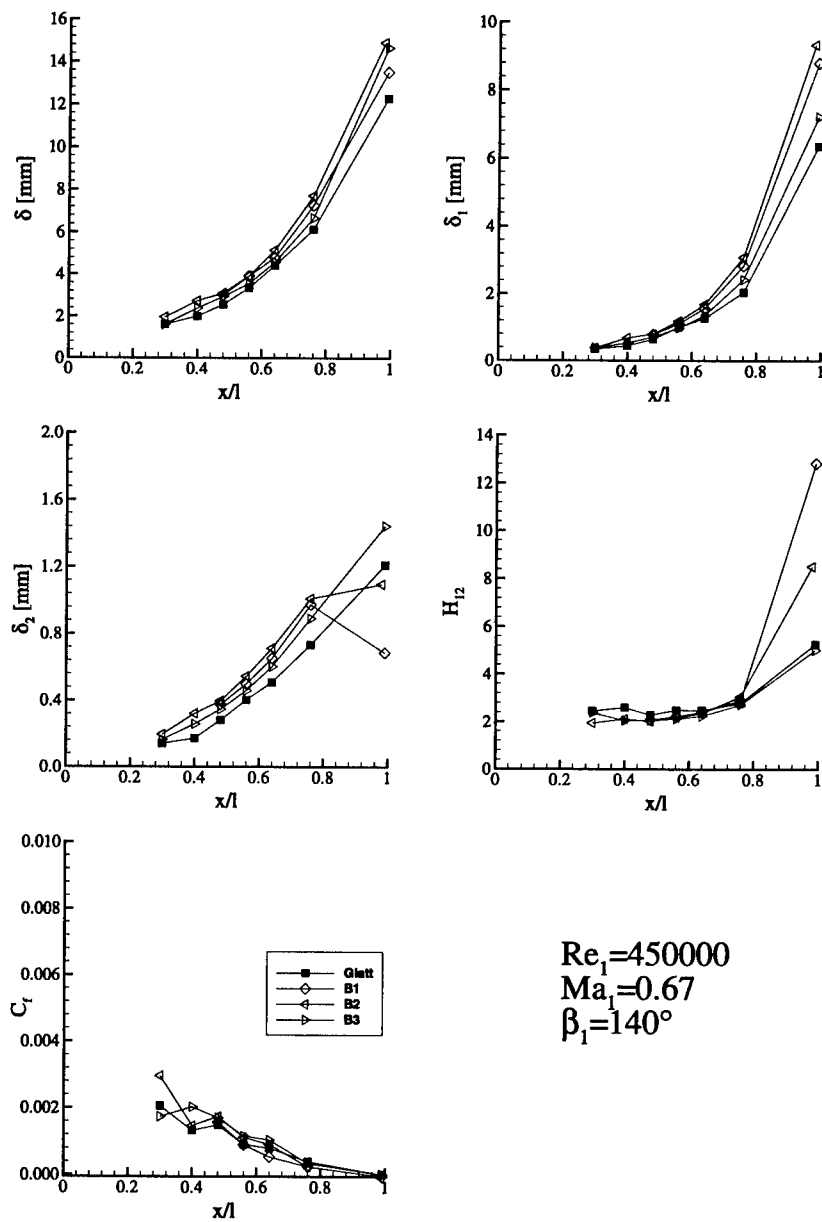 16
14
12
10
8
6
4
2
0
δ [mm]
0 0.2 0.4 0.6 0.8 1
x/l
10
8
6
4
2
0
δ₁ [mm]
0 0.2 0.4 0.6 0.8 1
x/l
2.0
1.6
1.2
0.8
0.4
0.0
δ₂ [mm]
0 0.2 0.4 0.6 0.8 1
x/l
14
12
10
8
6
4
2
0
H₁₂
0 0.2 0.4 0.6 0.8 1
x/l
0.010
0.008
0.006
0.004
0.002
0.000
C_f
0 0.2 0.4 0.6 0.8 1
x/l
Glatt
B1
B2
B3
Re₁=450000
Ma₁=0.67
β₁=140°